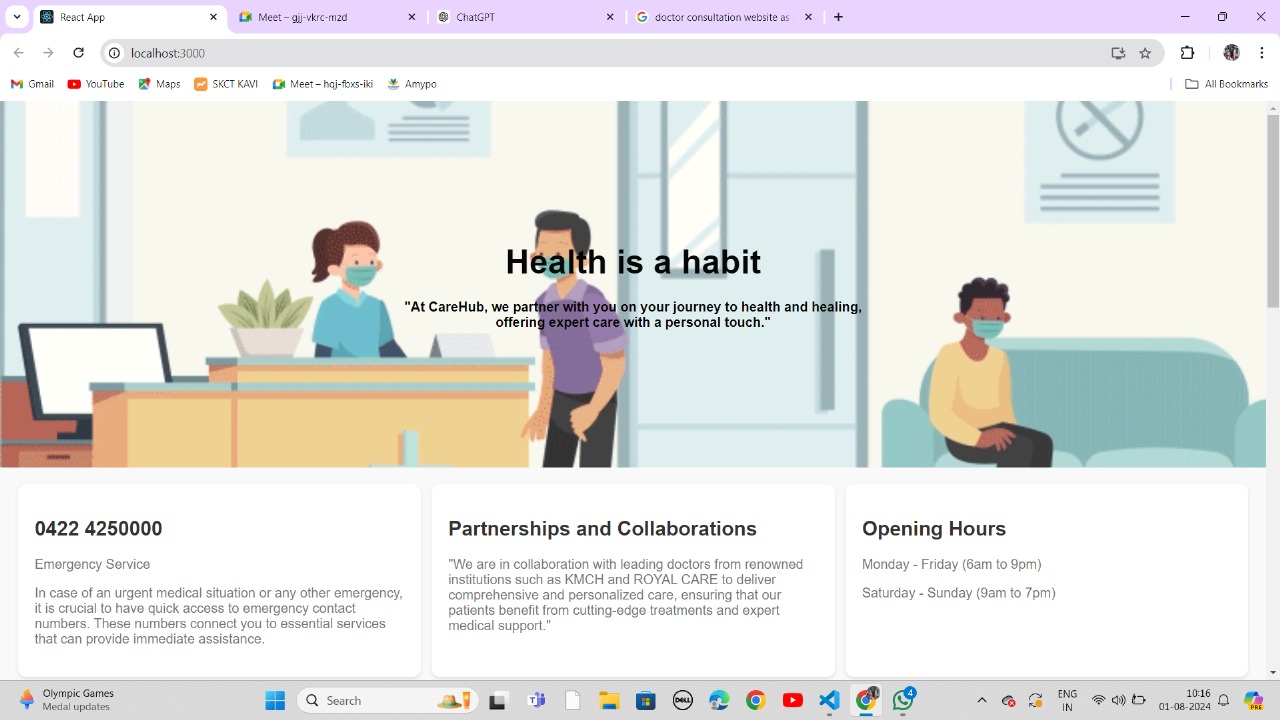 React App
Meet – gjj-vkrc-mzd
ChatGPT
doctor consultation website as
localhost:3000
Gmail
YouTube
Maps
SKCT KAVI
Meet – hqj-fbxs-iki
Amypo
All Bookmarks
Health is a habit
"At CareHub, we partner with you on your journey to health and healing,
offering expert care with a personal touch."
0422 4250000
Emergency Service
In case of an urgent medical situation or any other emergency,
it is crucial to have quick access to emergency contact
numbers. These numbers connect you to essential services
that can provide immediate assistance.
Partnerships and Collaborations
"We are in collaboration with leading doctors from renowned
institutions such as KMCH and ROYAL CARE to deliver
comprehensive and personalized care, ensuring that our
patients benefit from cutting-edge treatments and expert
medical support."
Opening Hours
Monday - Friday (6am to 9pm)
Saturday - Sunday (9am to 7pm)
Olympic Games
Medal updates
Search
DELL
4
ENG
IN
10:16
01-08-2024
PRE